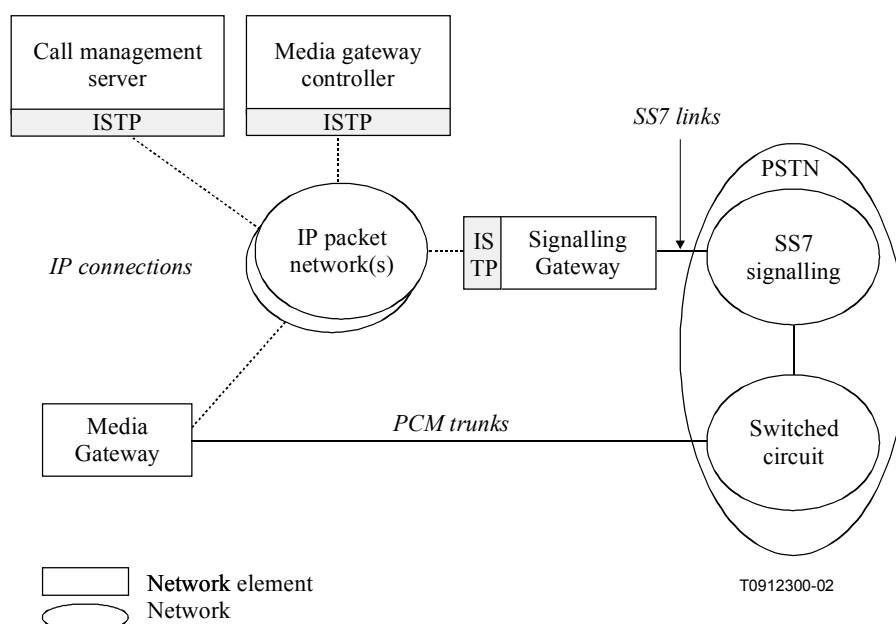 Call management
server
ISTP
Media gateway
controller
ISTP
SS7 links
PSTN
IP packet
network(s)
IS
TP
Signalling
Gateway
SS7
signalling
IP connections
Media
Gateway
PCM trunks
Switched
circuit
Network element
Network
T0912300-02